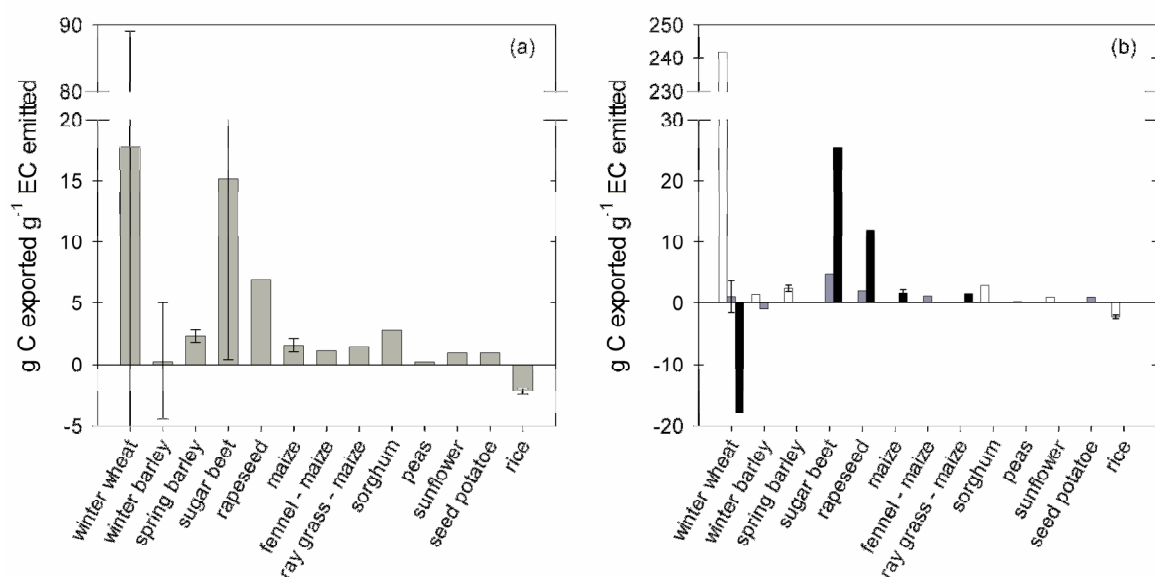 (a)
g C exported g-1 EC emitted
90
80
20
15
10
5
0
-5
winter wheat
winter barley
spring barley
sugar beet
rapeseed
maize
fennel - maize
ray grass - maize
sorghum
peas
sunflower
seed potatoe
rice
(b)
g C exported g-1 EC emitted
250
240
230
30
20
10
0
-10
-20
winter wheat
winter barley
spring barley
sugar beet
rapeseed
maize
fennel - maize
ray grass - maize
sorghum
peas
sunflower
seed potatoe
rice